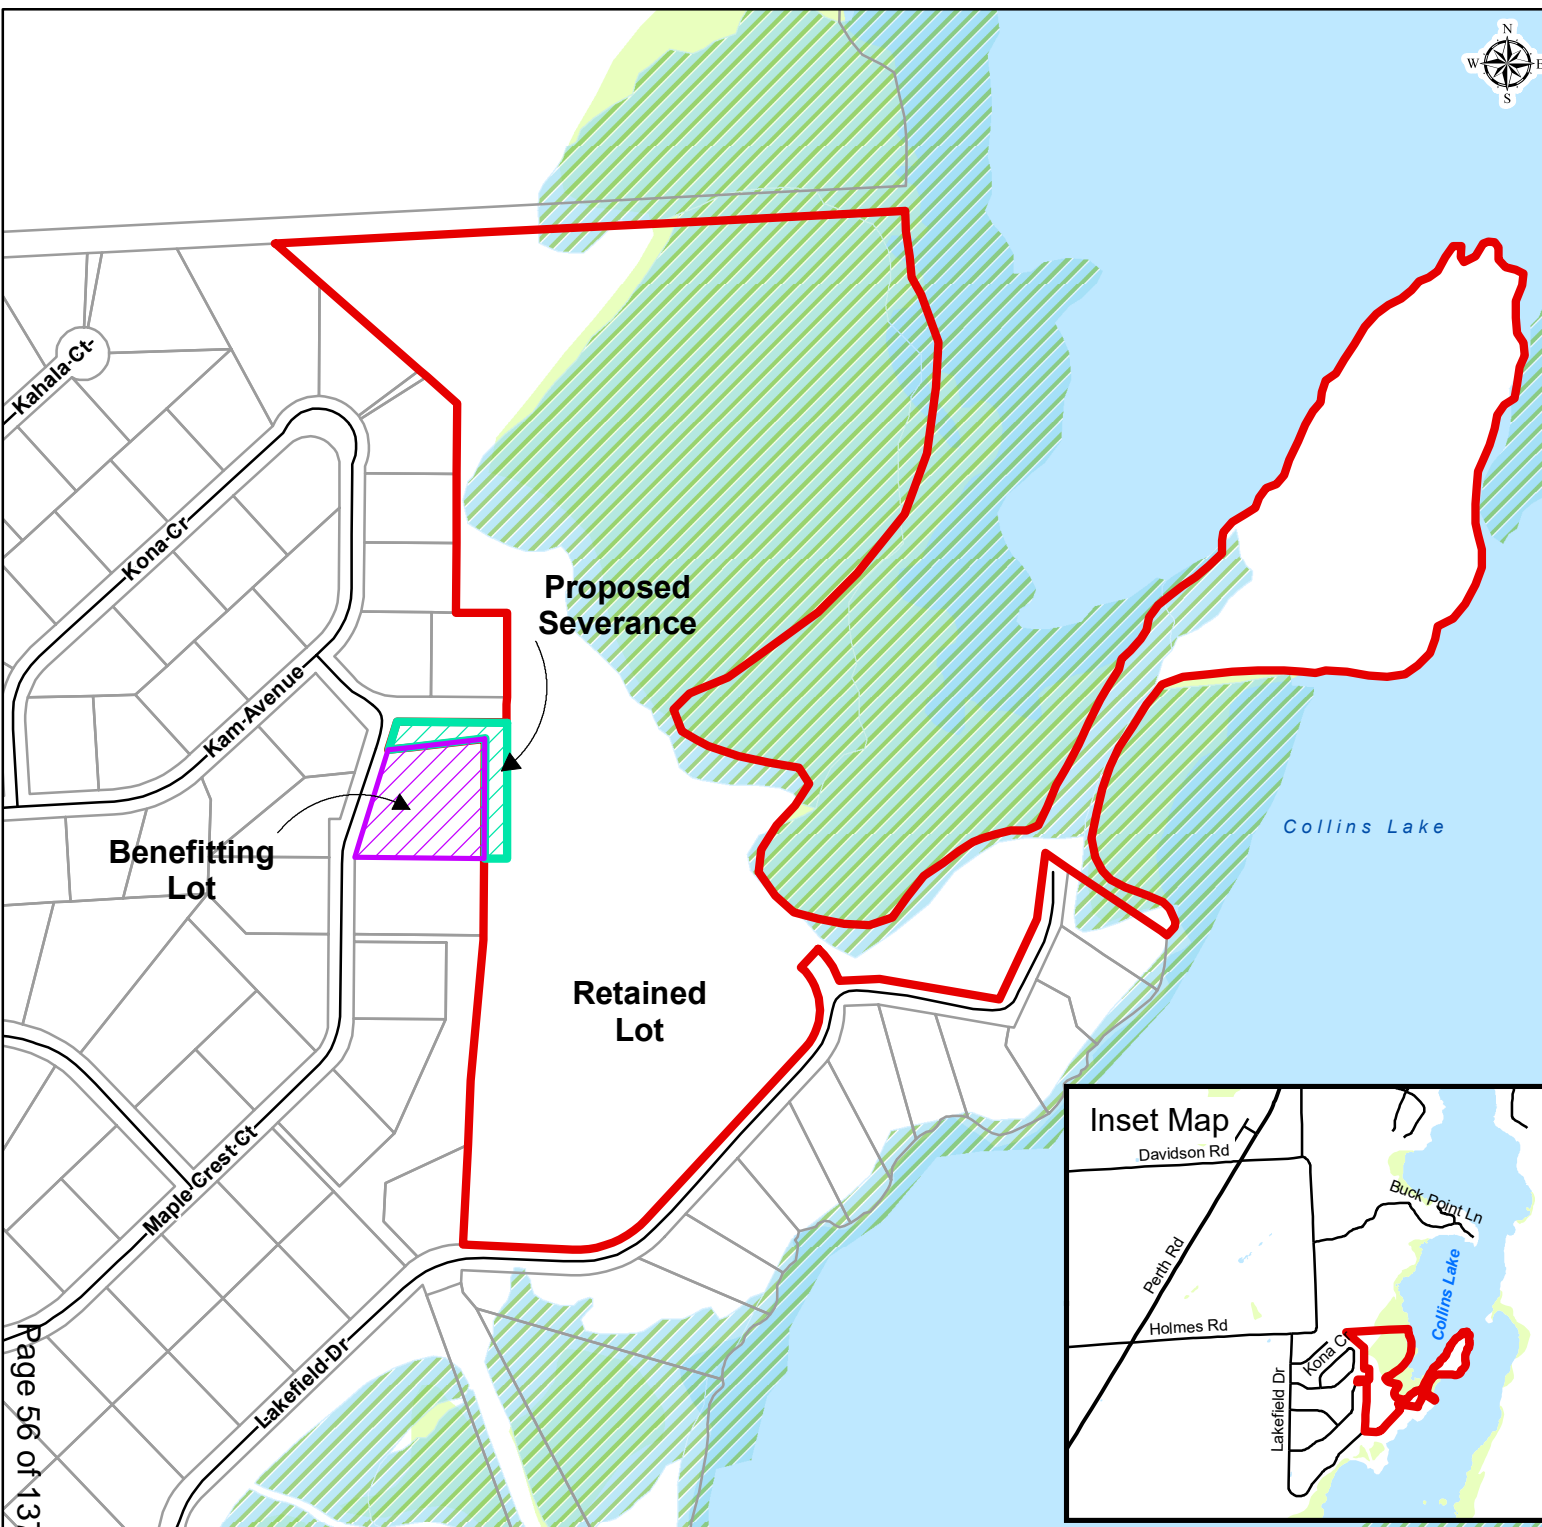 N
W E
S
Kahala-Ct-
Kona-Cr
Proposed
Severance
Kam-Avenue
Benefitting
Lot
Collins Lake
Retained
Lot
Maple-Crest-Ct
Lakefield-Dr
Inset Map
Davidson Rd
Buck Point Ln
Perth Rd
Collins Lake
Holmes Rd
Kona Cr
Lakefield Dr
Page 56 of 137